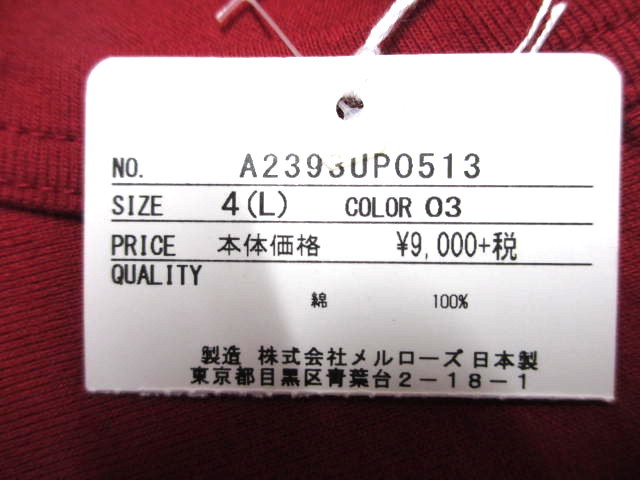 NO. A2393UP0513
SIZE 4(L) COLOR 03
PRICE 本体価格 ¥9,000+税
QUALITY
綿 100%
製造 株式会社メルローズ 日本製
東京都目黒区青葉台2-18-1